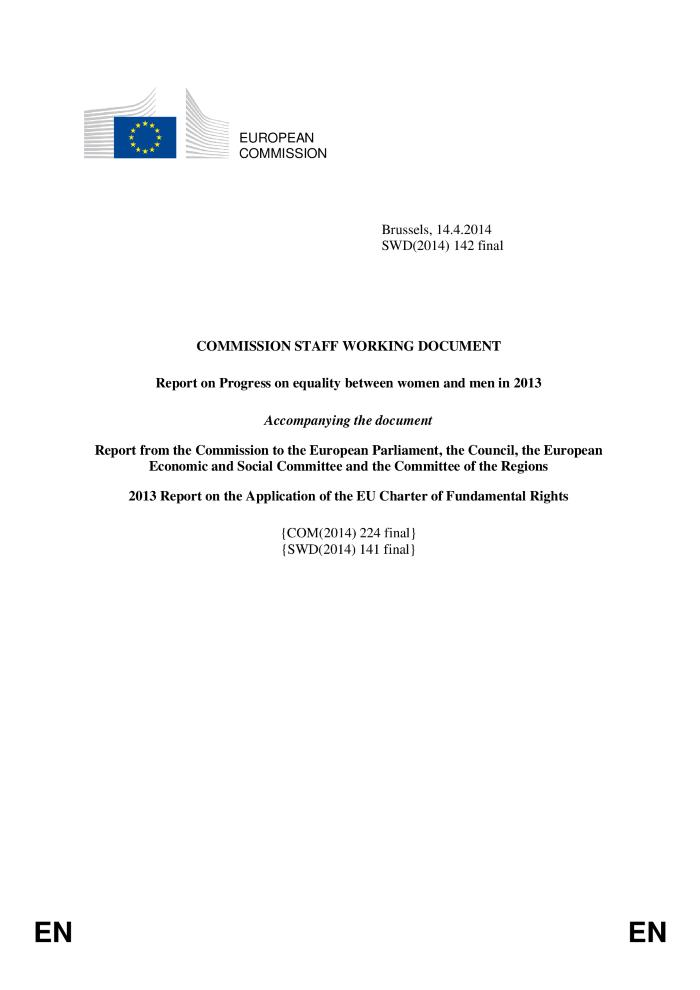 EUROPEAN
COMMISSION
Brussels, 14.4.2014
SWD(2014) 142 final
COMMISSION STAFF WORKING DOCUMENT
Report on Progress on equality between women and men in 2013
Accompanying the document
Report from the Commission to the European Parliament, the Council, the European
Economic and Social Committee and the Committee of the Regions
2013 Report on the Application of the EU Charter of Fundamental Rights
{COM(2014) 224 final}
{SWD(2014) 141 final}
EN EN